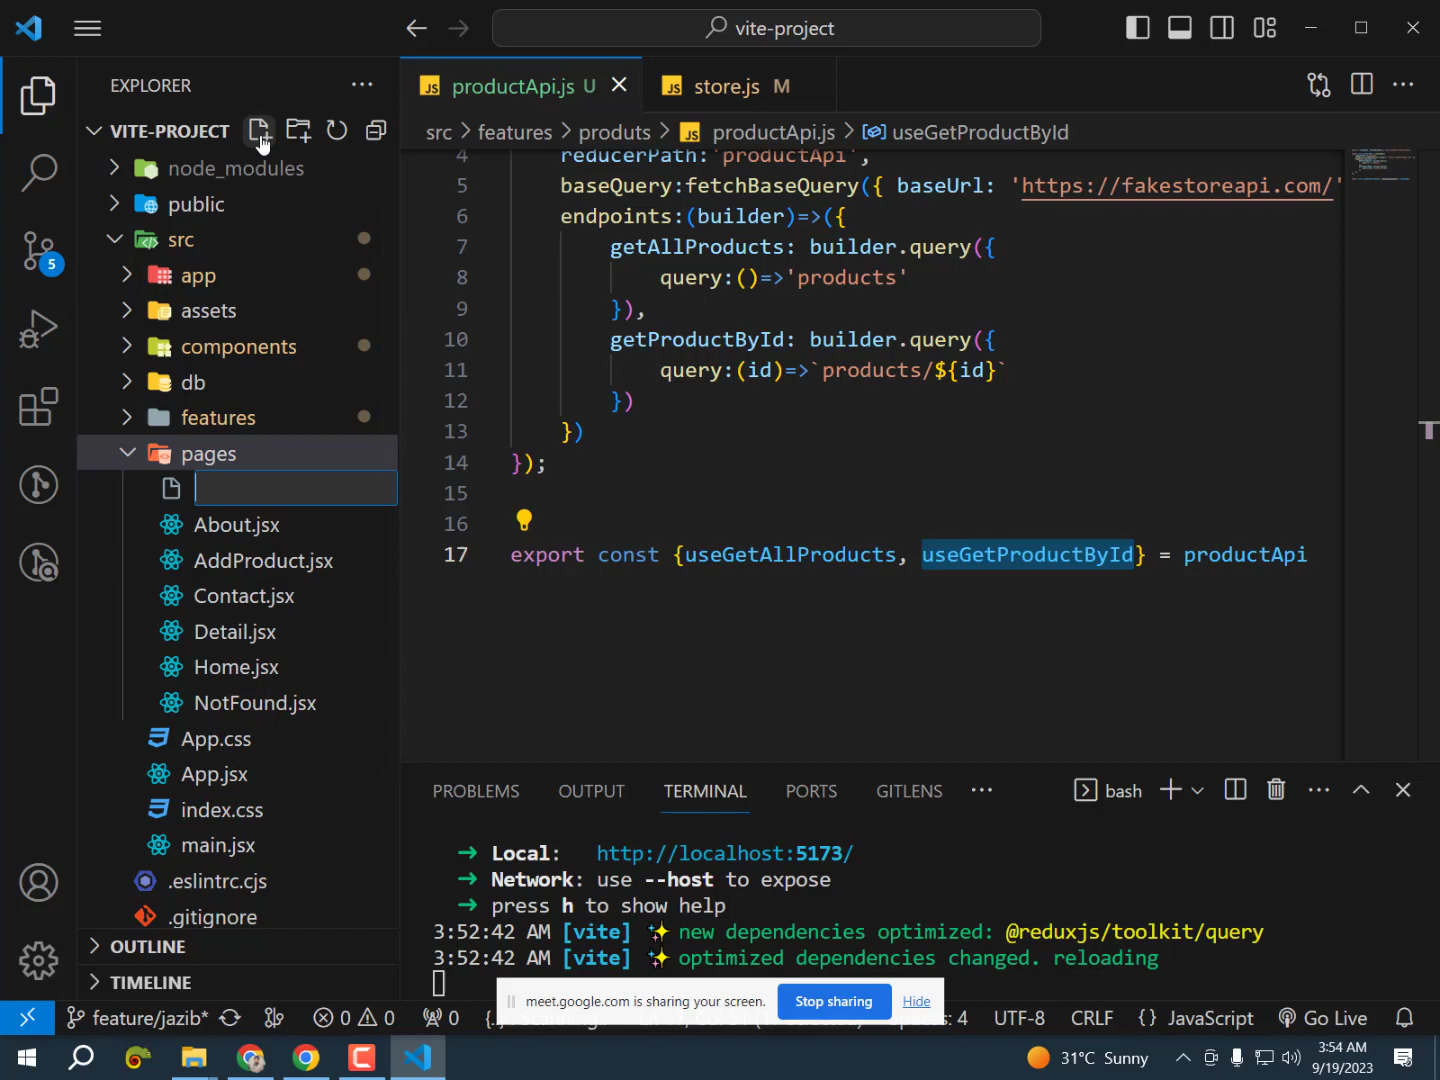 vite-project
EXPLORER
VITE-PROJECT
node_modules
public
src
app
assets
components
db
features
pages
About.jsx
AddProduct.jsx
Contact.jsx
Detail.jsx
Home.jsx
NotFound.jsx
App.css
App.jsx
index.css
main.jsx
.eslintrc.cjs
.gitignore
OUTLINE
TIMELINE
5
JS productApi.js U
JS store.js M
src > features > produts > JS productApi.js > useGetProductById
4 reducerPath:'productApi',
5 baseQuery:fetchBaseQuery({ baseUrl: 'https://fakestoreapi.com/'
6 endpoints:(builder)=>({
7 getAllProducts: builder.query({
8 query:()=>'products'
9 }),
10 getProductById: builder.query({
11 query:(id)=>`products/${id}`
12 })
13 })
14 });
15
16
17 export const {useGetAllProducts, useGetProductById} = productApi
PROBLEMS OUTPUT TERMINAL PORTS GITLENS
bash
➜ Local: http://localhost:5173/
➜ Network: use --host to expose
➜ press h to show help
3:52:42 AM [vite] ✨ new dependencies optimized: @reduxjs/toolkit/query
3:52:42 AM [vite] ✨ optimized dependencies changed. reloading
meet.google.com is sharing your screen. Stop sharing Hide
feature/jazib* 0 0 0 UTF-8 CRLF {} JavaScript Go Live
31°C Sunny
3:54 AM
9/19/2023